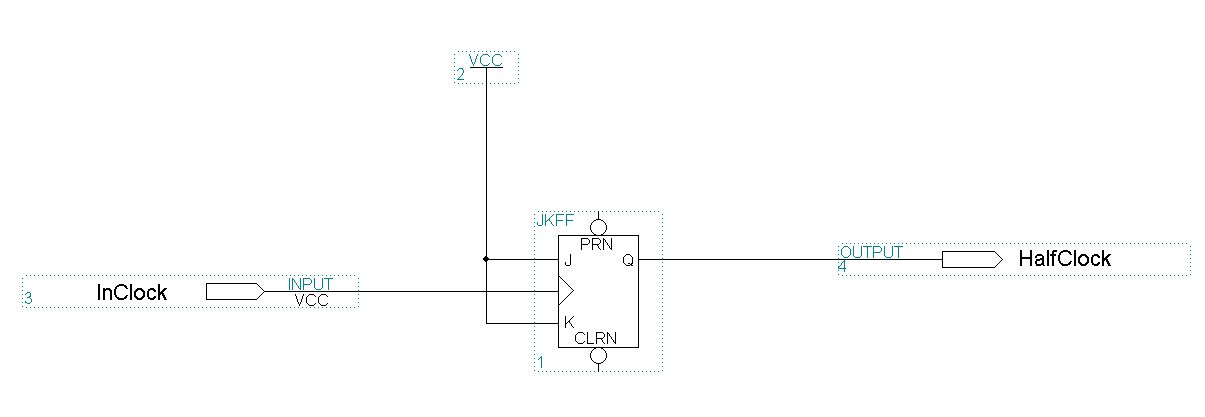 VCC
2
JKFF
PRN
J
Q
OUTPUT
4
HalfClock
INPUT
VCC
3
InClock
K
CLRN
1